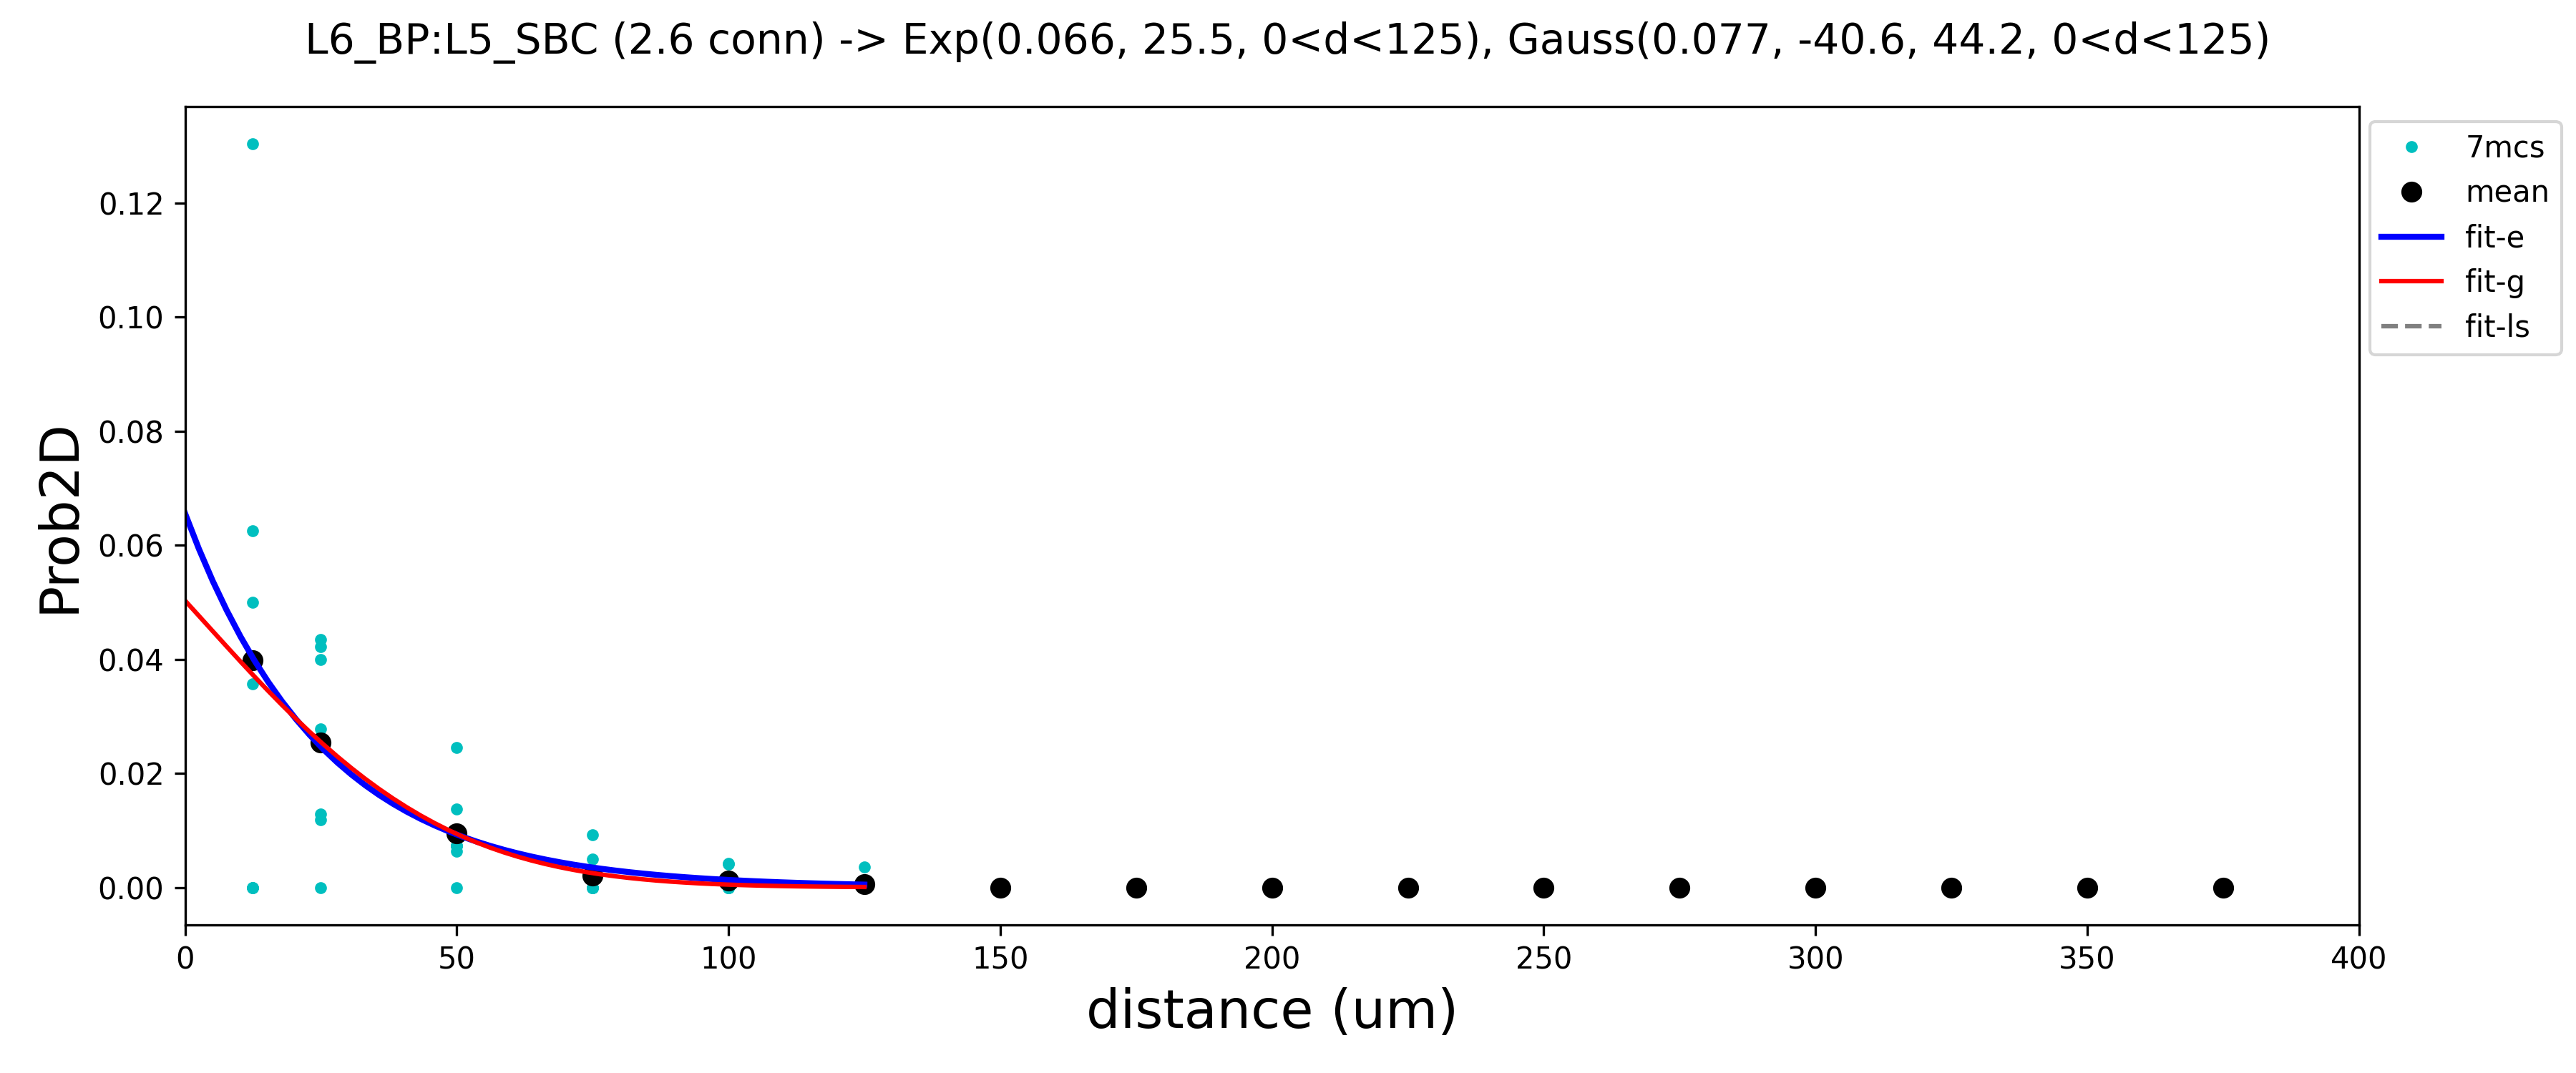 L6_BP:L5_SBC (2.6 conn) -> Exp(0.066, 25.5, 0<d<125), Gauss(0.077, -40.6, 44.2, 0<d<125)
7mcs
mean
fit-e
fit-g
fit-ls
Prob2D
0.12
0.10
0.08
0.06
0.04
0.02
0.00
0 50 100 150 200 250 300 350 400
distance (um)